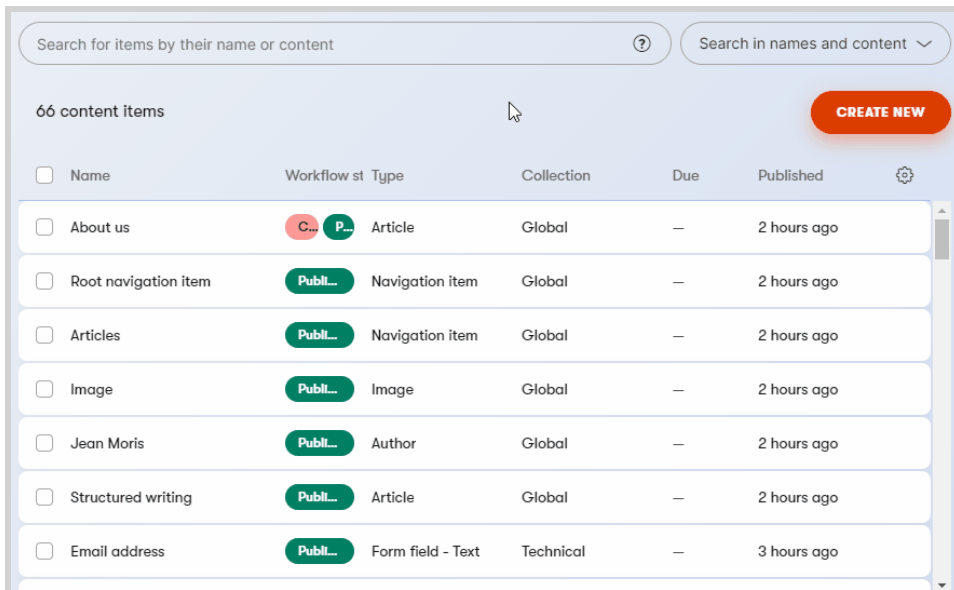 Search for items by their name or content ? Search in names and content
66 content items CREATE NEW
Name Workflow st Type Collection Due Published
About us C... P... Article Global — 2 hours ago
Root navigation item Publi... Navigation item Global — 2 hours ago
Articles Publi... Navigation item Global — 2 hours ago
Image Publi... Image Global — 2 hours ago
Jean Moris Publi... Author Global — 2 hours ago
Structured writing Publi... Article Global — 2 hours ago
Email address Publi... Form field - Text Technical — 3 hours ago